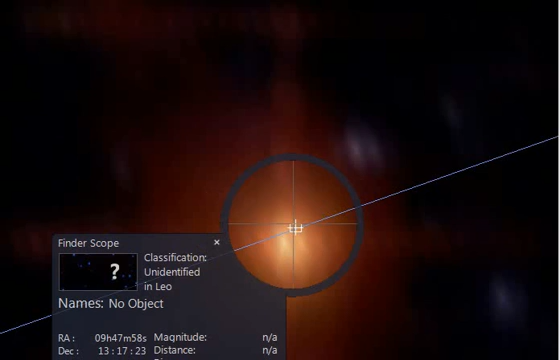 Finder Scope ×
?
Classification:
Unidentified
in Leo
Names: No Object
RA : 09h47m58s Magnitude: n/a
Dec : 13:17:23 Distance: n/a